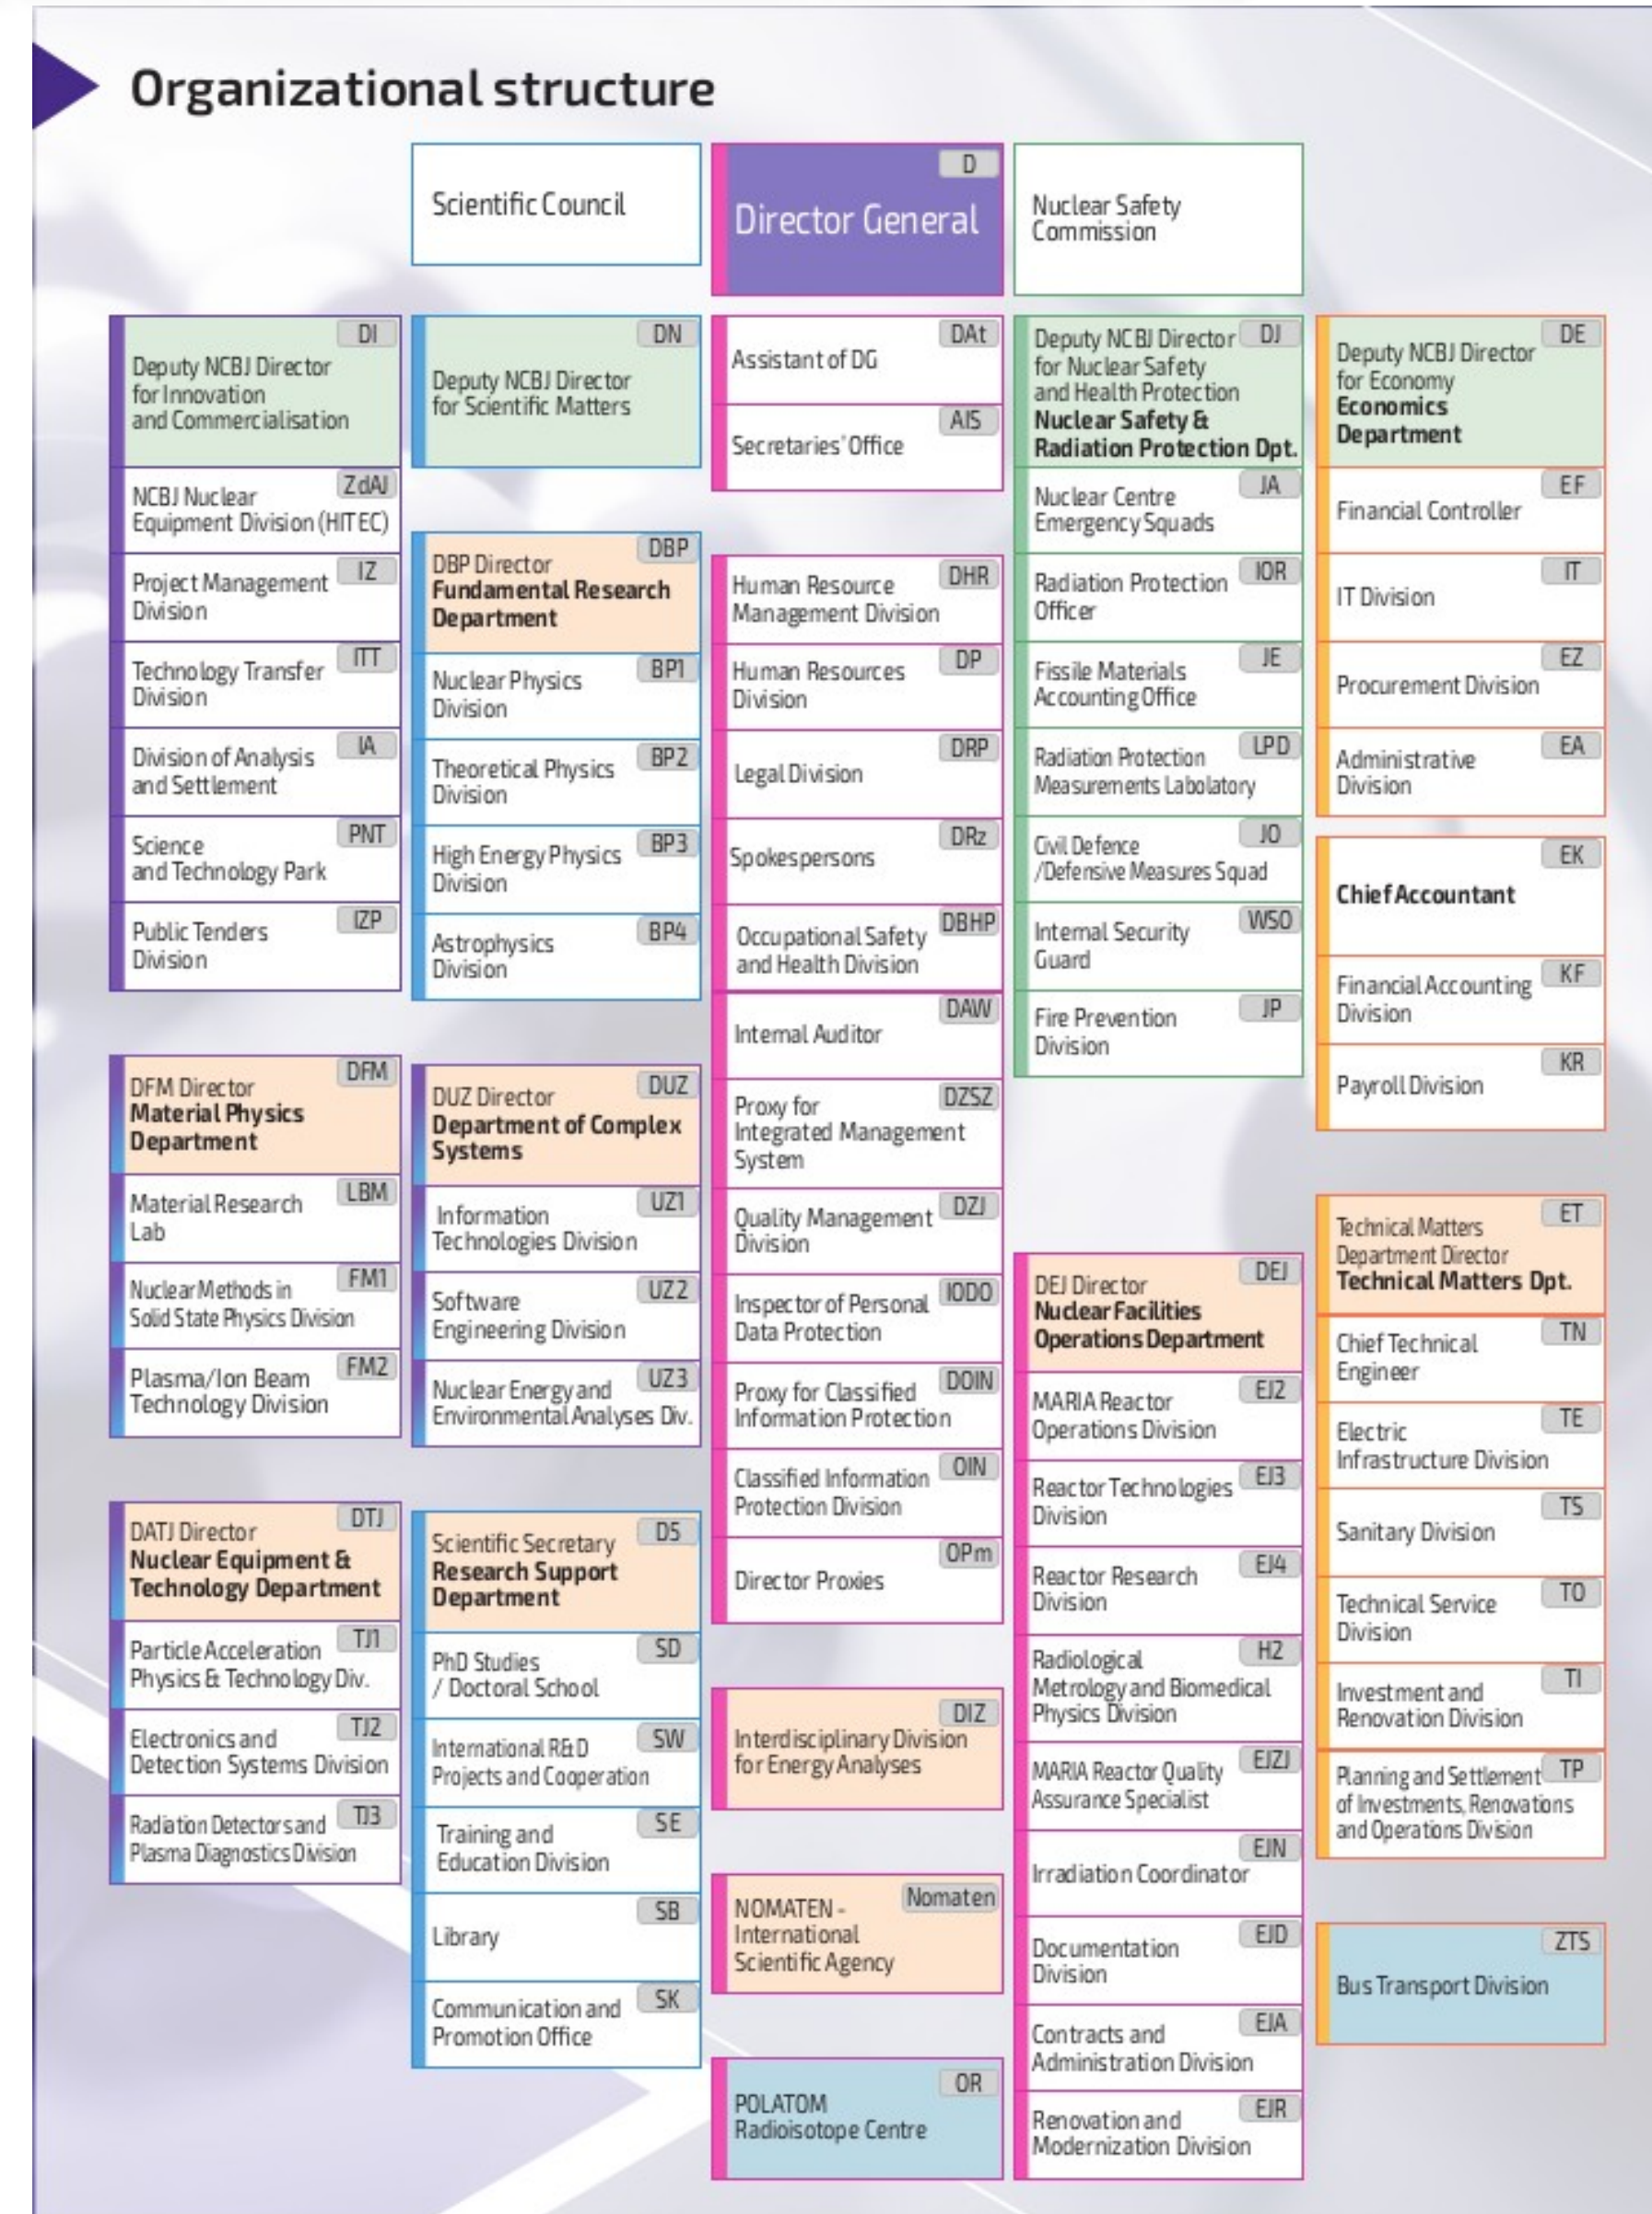 Organizational structure
Scientific Council
D
Director General
Nuclear Safety
Commission
DI
Deputy NCBJ Director
for Innovation
and Commercialisation
ZdAJ
NCBJ Nuclear
Equipment Division (HITEC)
IZ
Project Management
Division
ITT
Technology Transfer
Division
IA
Division of Analysis
and Settlement
PNT
Science
and Technology Park
IZP
Public Tenders
Division
DFM
DFM Director
Material Physics
Department
LBM
Material Research
Lab
FM1
Nuclear Methods in
Solid State Physics Division
FM2
Plasma/Ion Beam
Technology Division
DTJ
DATJ Director
Nuclear Equipment &
Technology Department
TJ1
Particle Acceleration
Physics & Technology Div.
TJ2
Electronics and
Detection Systems Division
TJ3
Radiation Detectors and
Plasma Diagnostics Division
DN
Deputy NCBJ Director
for Scientific Matters
DBP
DBP Director
Fundamental Research
Department
BP1
Nuclear Physics
Division
BP2
Theoretical Physics
Division
BP3
High Energy Physics
Division
BP4
Astrophysics
Division
DUZ
DUZ Director
Department of Complex
Systems
UZ1
Information
Technologies Division
UZ2
Software
Engineering Division
UZ3
Nuclear Energy and
Environmental Analyses Div.
DS
Scientific Secretary
Research Support
Department
SD
PhD Studies
/ Doctoral School
SW
International R&D
Projects and Cooperation
SE
Training and
Education Division
SB
Library
SK
Communication and
Promotion Office
DAt
Assistant of DG
AIS
Secretaries' Office
DHR
Human Resource
Management Division
DP
Human Resources
Division
DRP
Legal Division
DRz
Spokespersons
DBHP
Occupational Safety
and Health Division
DAW
Internal Auditor
DZSZ
Proxy for
Integrated Management
System
DZJ
Quality Management
Division
IODO
Inspector of Personal
Data Protection
DOIN
Proxy for Classified
Information Protection
OIN
Classified Information
Protection Division
OPm
Director Proxies
DIZ
Interdisciplinary Division
for Energy Analyses
Nomaten
NOMATEN -
International
Scientific Agency
OR
POLATOM
Radioisotope Centre
DJ
Deputy NCBJ Director
for Nuclear Safety
and Health Protection
Nuclear Safety &
Radiation Protection Dpt.
JA
Nuclear Centre
Emergency Squads
IOR
Radiation Protection
Officer
JE
Fissile Materials
Accounting Office
LPD
Radiation Protection
Measurements Labolatory
JO
Civil Defence
/Defensive Measures Squad
WSO
Internal Security
Guard
JP
Fire Prevention
Division
DEJ
DEJ Director
Nuclear Facilities
Operations Department
EJ2
MARIA Reactor
Operations Division
EJ3
Reactor Technologies
Division
EJ4
Reactor Research
Division
H2
Radiological
Metrology and Biomedical
Physics Division
EJZJ
MARIA Reactor Quality
Assurance Specialist
EJN
Irradiation Coordinator
EJD
Documentation
Division
EJA
Contracts and
Administration Division
EJR
Renovation and
Modernization Division
DE
Deputy NCBJ Director
for Economy
Economics
Department
EF
Financial Controller
IT
IT Division
EZ
Procurement Division
EA
Administrative
Division
EK
Chief Accountant
KF
Financial Accounting
Division
KR
Payroll Division
ET
Technical Matters
Department Director
Technical Matters Dpt.
TN
Chief Technical
Engineer
TE
Electric
Infrastructure Division
TS
Sanitary Division
TO
Technical Service
Division
TI
Investment and
Renovation Division
TP
Planning and Settlement
of Investments, Renovations
and Operations Division
ZTS
Bus Transport Division